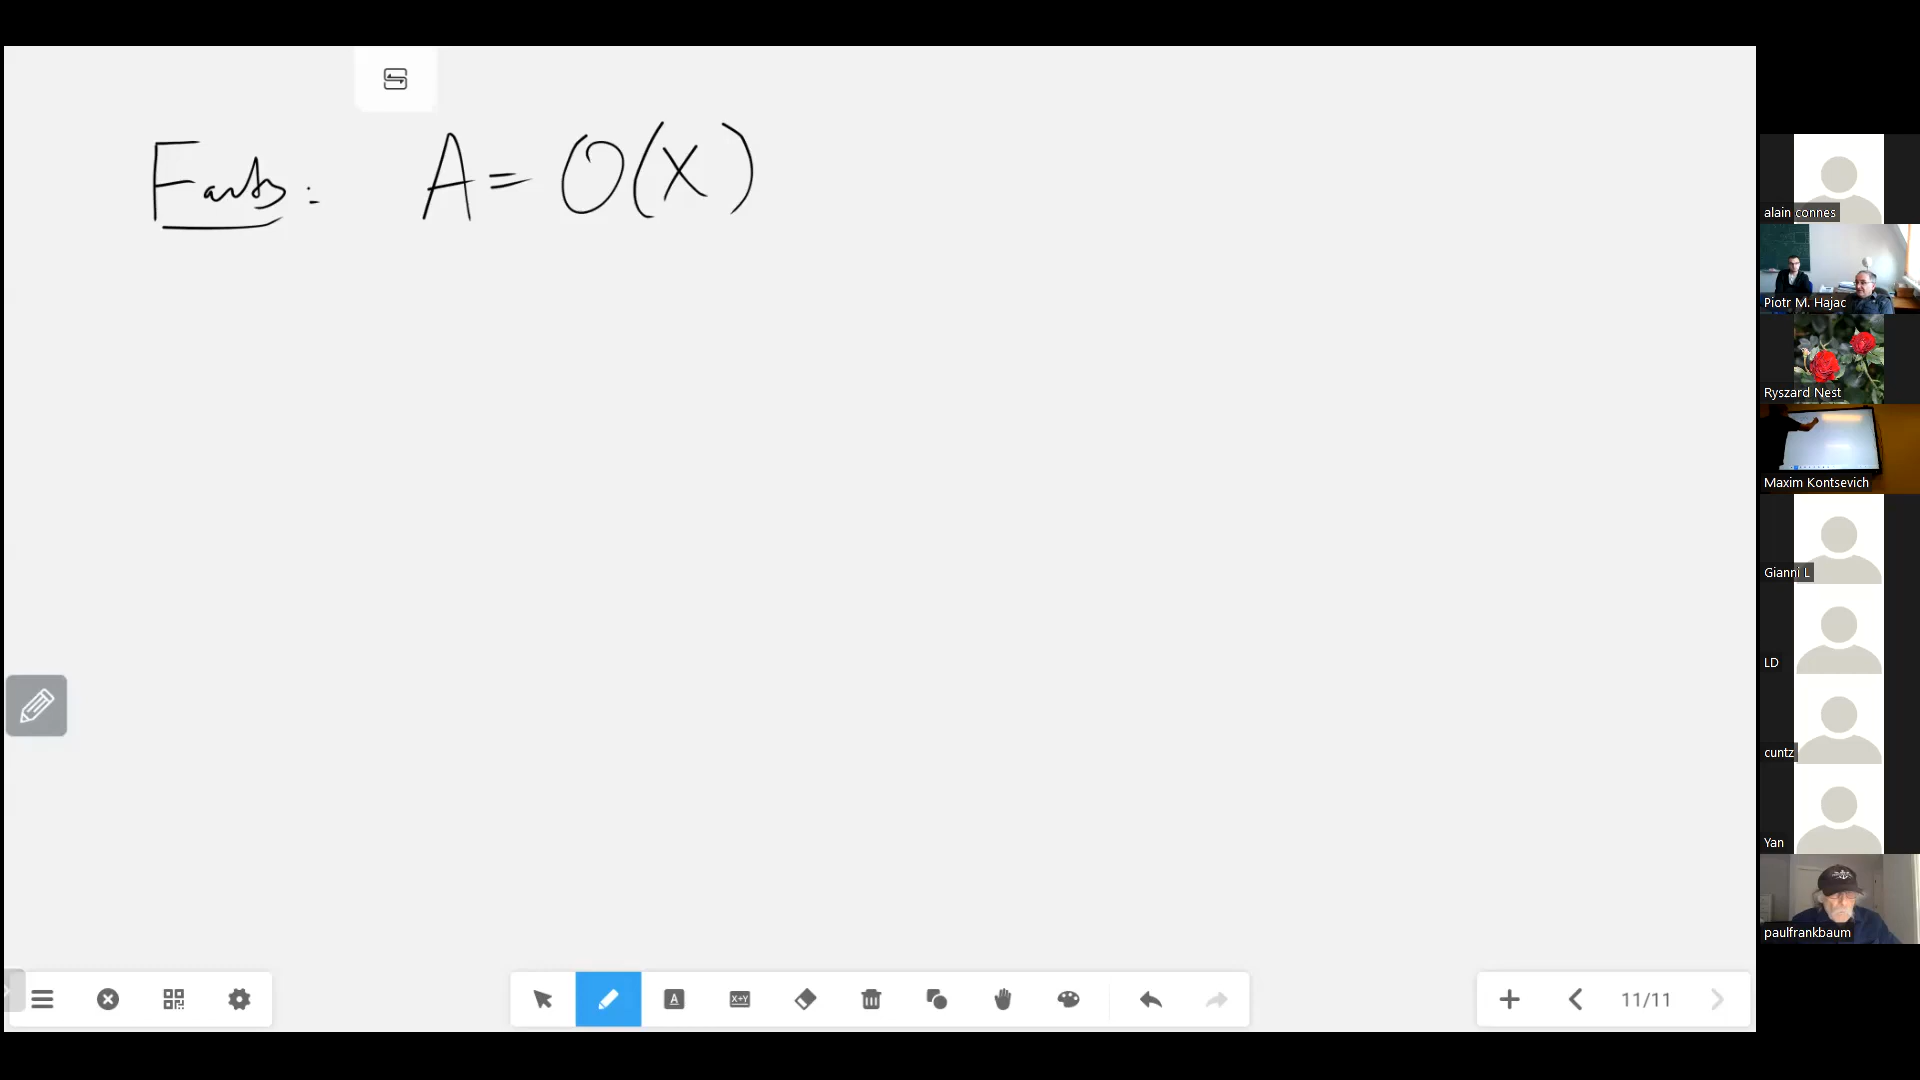 Facts: A = O(X)
alain connes
Piotr M. Hajac
Ryszard Nest
Maxim Kontsevich
Gianni L
LD
cuntz
Yan
paulfrankbaum
A
X+Y
11/11